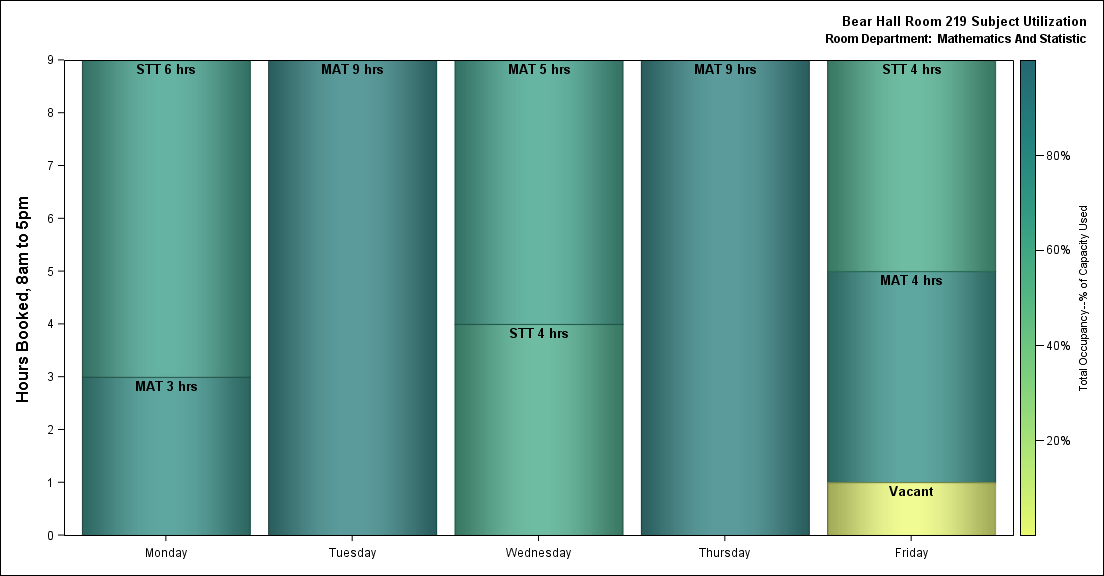 Bear Hall Room 219 Subject Utilization
Room Department: Mathematics And Statistic
Hours Booked, 8am to 5pm
9
8
7
6
5
4
3
2
1
0
STT 6 hrs
MAT 3 hrs
MAT 9 hrs
MAT 5 hrs
STT 4 hrs
MAT 9 hrs
STT 4 hrs
MAT 4 hrs
Vacant
Monday
Tuesday
Wednesday
Thursday
Friday
80%
60%
40%
20%
Total Occupancy--% of Capacity Used